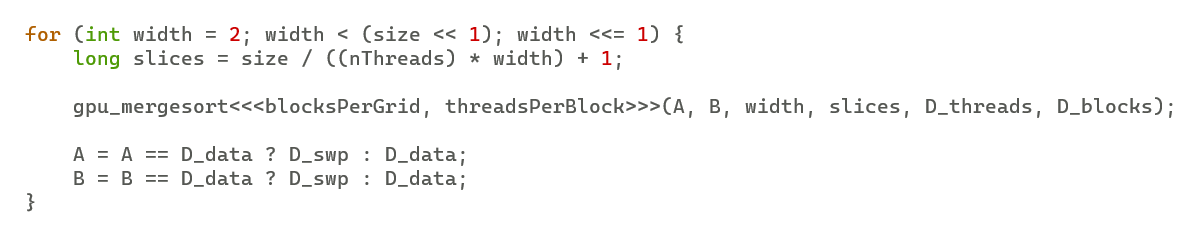 for (int width = 2; width < (size << 1); width <<= 1) {
    long slices = size / ((nThreads) * width) + 1;

    gpu_mergesort<<<blocksPerGrid, threadsPerBlock>>>(A, B, width, slices, D_threads, D_blocks);

    A = A == D_data ? D_swp : D_data;
    B = B == D_data ? D_swp : D_data;
}